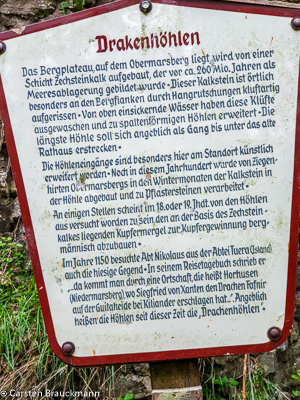 Drakenhöhlen
Das Bergplateau, auf dem Obermarsberg liegt wird von einer
Schicht Zechsteinkalk aufgebaut, der vor ca. 260 Mio. Jahren als
Meeresablagerung gebildet wurde • Dieser Kalkstein ist örtlich
besonders an den Bergflanken durch Hangrutschungen kluftartig
aufgerissen • Von oben einsickernde Wässer haben diese Klüfte
ausgewaschen und zu spaltenförmigen Höhlen erweitert • Die
längste Höhle soll sich angeblich als Gang bis unter das alte
Rathaus erstrecken •
Die Höhleneingänge sind besonders hier am Standort künstlich
erweitert worden • Noch in diesem Jahrhundert wurde von Ziegen-
hirten Obermarsbergs in den Wintermonaten der Kalkstein in
der Höhle abgebaut und zu Pflastersteinen verarbeitet •
An einigen Stellen scheint im 18. oder 19. Jhdt. von den Höhlen
aus versucht worden zu sein den an der Basis des Zechstein-
kalkes liegenden Kupfermergel zur Kupfergewinnung berg-
männisch abzubauen •
Im Jahre 1150 besuchte Abt Nikolaus aus der Abtei Tuera (Island)
auch die hiesige Gegend • In seinem Reisetagebuch schrieb er
„da kommt man durch eine Ortschaft, die heißt Horhusen
(Niedermarsberg) wo Siegfried von Xanten den Drachen Fafnir
auf der Guitaheide bei Kiliander erschlagen hat..". Angeblich
heißen die Höhlen seit dieser Zeit die „Drachenhöhlen" •
© Carsten Brauckmann